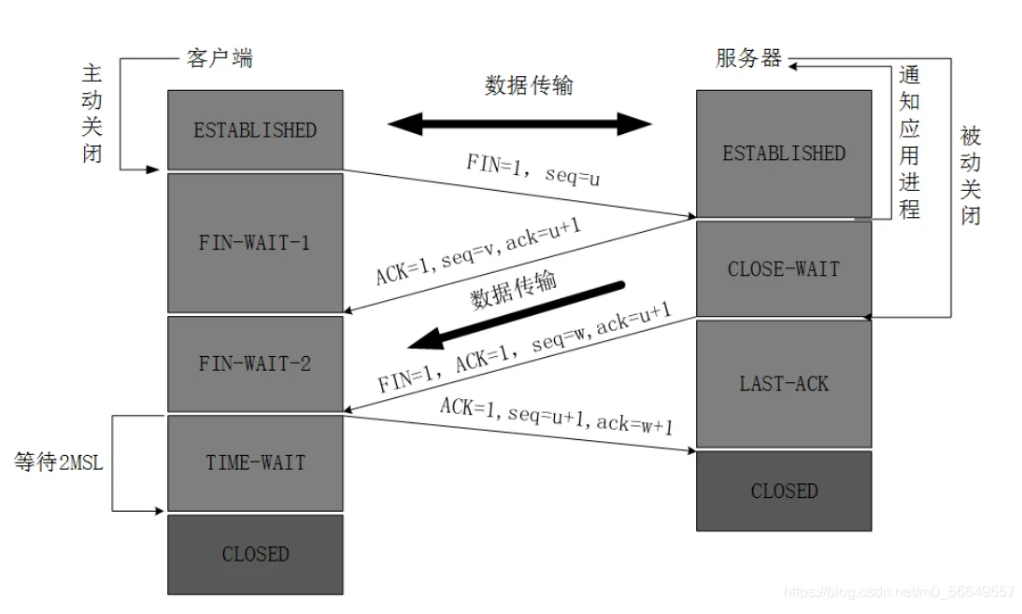 客户端
服务器
主动关闭
数据传输
通知应用进程
被动关闭
ESTABLISHED
ESTABLISHED
FIN=1, seq=u
FIN-WAIT-1
ACK=1,seq=v,ack=u+1
CLOSE-WAIT
数据传输
FIN-WAIT-2
FIN=1, ACK=1, seq=w,ack=u+1
LAST-ACK
ACK=1,seq=u+1,ack=w+1
等待2MSL
TIME-WAIT
CLOSED
CLOSED
https://blog.csdn.net/m0_56649557